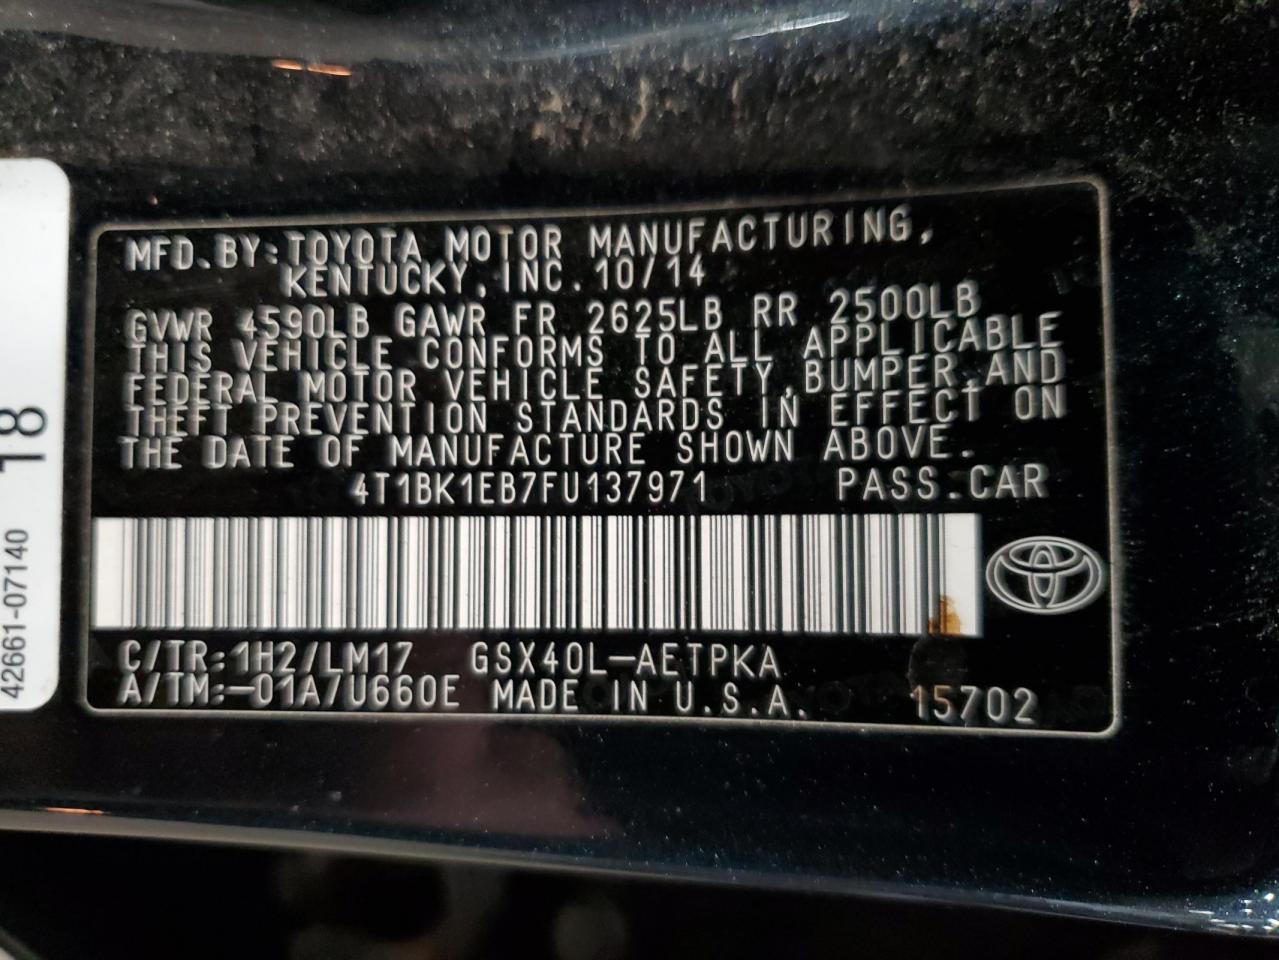 MFD.BY:TOYOTA MOTOR MANUFACTURING,
KENTUCKY, INC. 10/14
GVWR 4590LB GAWR FR 2625LB RR 2500LB
THIS VEHICLE CONFORMS TO ALL APPLICABLE
FEDERAL MOTOR VEHICLE SAFETY,BUMPER,AND
THEFT PREVENTION STANDARDS IN EFFECT ON
THE DATE OF MANUFACTURE SHOWN ABOVE.
4T1BK1EB7FU137971 PASS.CAR
C/TR:1H2/LM17 GSX40L-AETPKA
A/TM:-01A/U660E MADE IN U.S.A. 15702
18
42661-07140